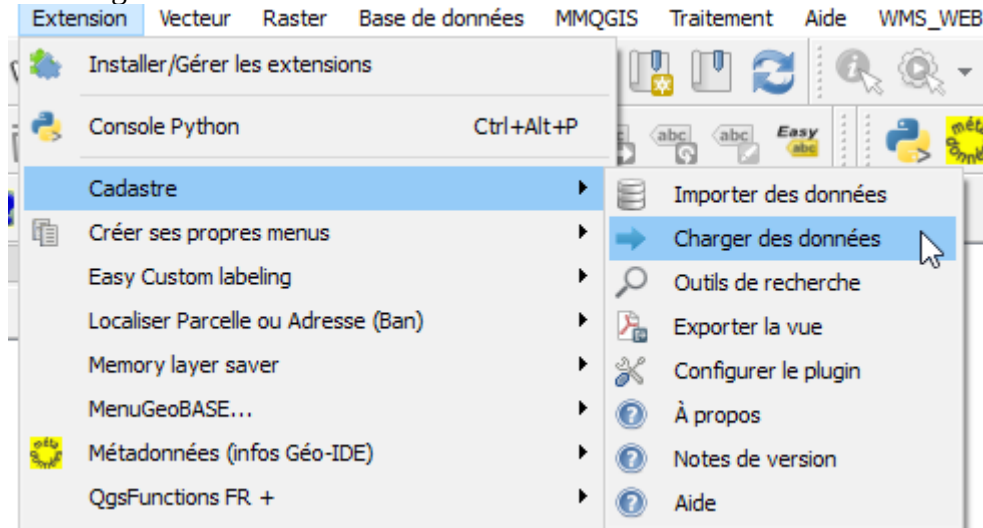 Extension Vecteur Raster Base de données MMQGIS Traitement Aide WMS_WEB
Installer/Gérer les extensions
Console Python Ctrl+Alt+P
abc abc Easy abc
Cadastre
Importer des données
Créer ses propres menus
Charger des données
Easy Custom labeling
Outils de recherche
Localiser Parcelle ou Adresse (Ban)
Exporter la vue
Memory layer saver
Configurer le plugin
MenuGeoBASE...
À propos
Métadonnées (infos Géo-IDE)
Notes de version
QgsFunctions FR +
Aide